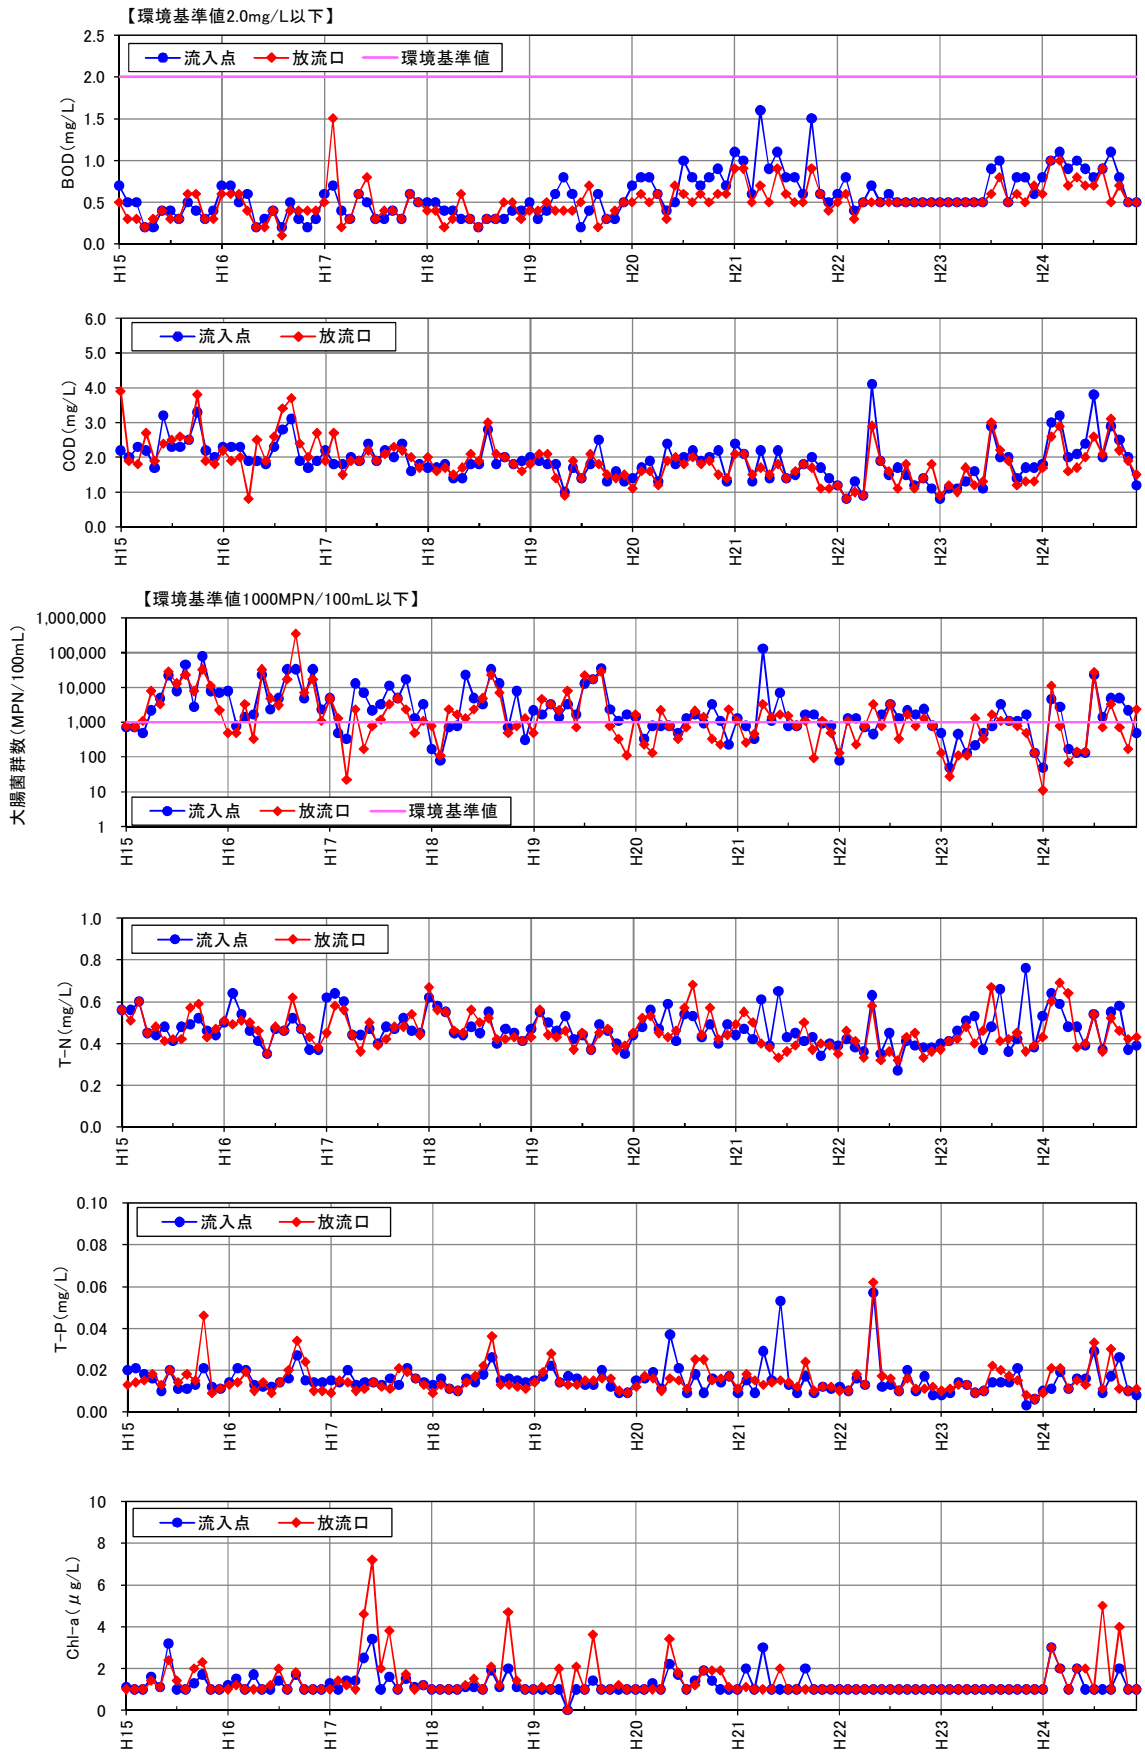 【環境基準値2.0mg/L以下】
2.5
2.0
1.5
1.0
0.5
0.0
BOD(mg/L)
流入点 放流口 環境基準値
H15 H16 H17 H18 H19 H20 H21 H22 H23 H24
6.0
5.0
4.0
3.0
2.0
1.0
0.0
COD(mg/L)
流入点 放流口
H15 H16 H17 H18 H19 H20 H21 H22 H23 H24
【環境基準値1000MPN/100mL以下】
1,000,000
100,000
10,000
1,000
100
10
1
大腸菌群数(MPN/100mL)
流入点 放流口 環境基準値
H15 H16 H17 H18 H19 H20 H21 H22 H23 H24
1.0
0.8
0.6
0.4
0.2
0.0
T-N(mg/L)
流入点 放流口
H15 H16 H17 H18 H19 H20 H21 H22 H23 H24
0.10
0.08
0.06
0.04
0.02
0.00
T-P(mg/L)
流入点 放流口
H15 H16 H17 H18 H19 H20 H21 H22 H23 H24
10
8
6
4
2
0
Chl-a(μg/L)
流入点 放流口
H15 H16 H17 H18 H19 H20 H21 H22 H23 H24